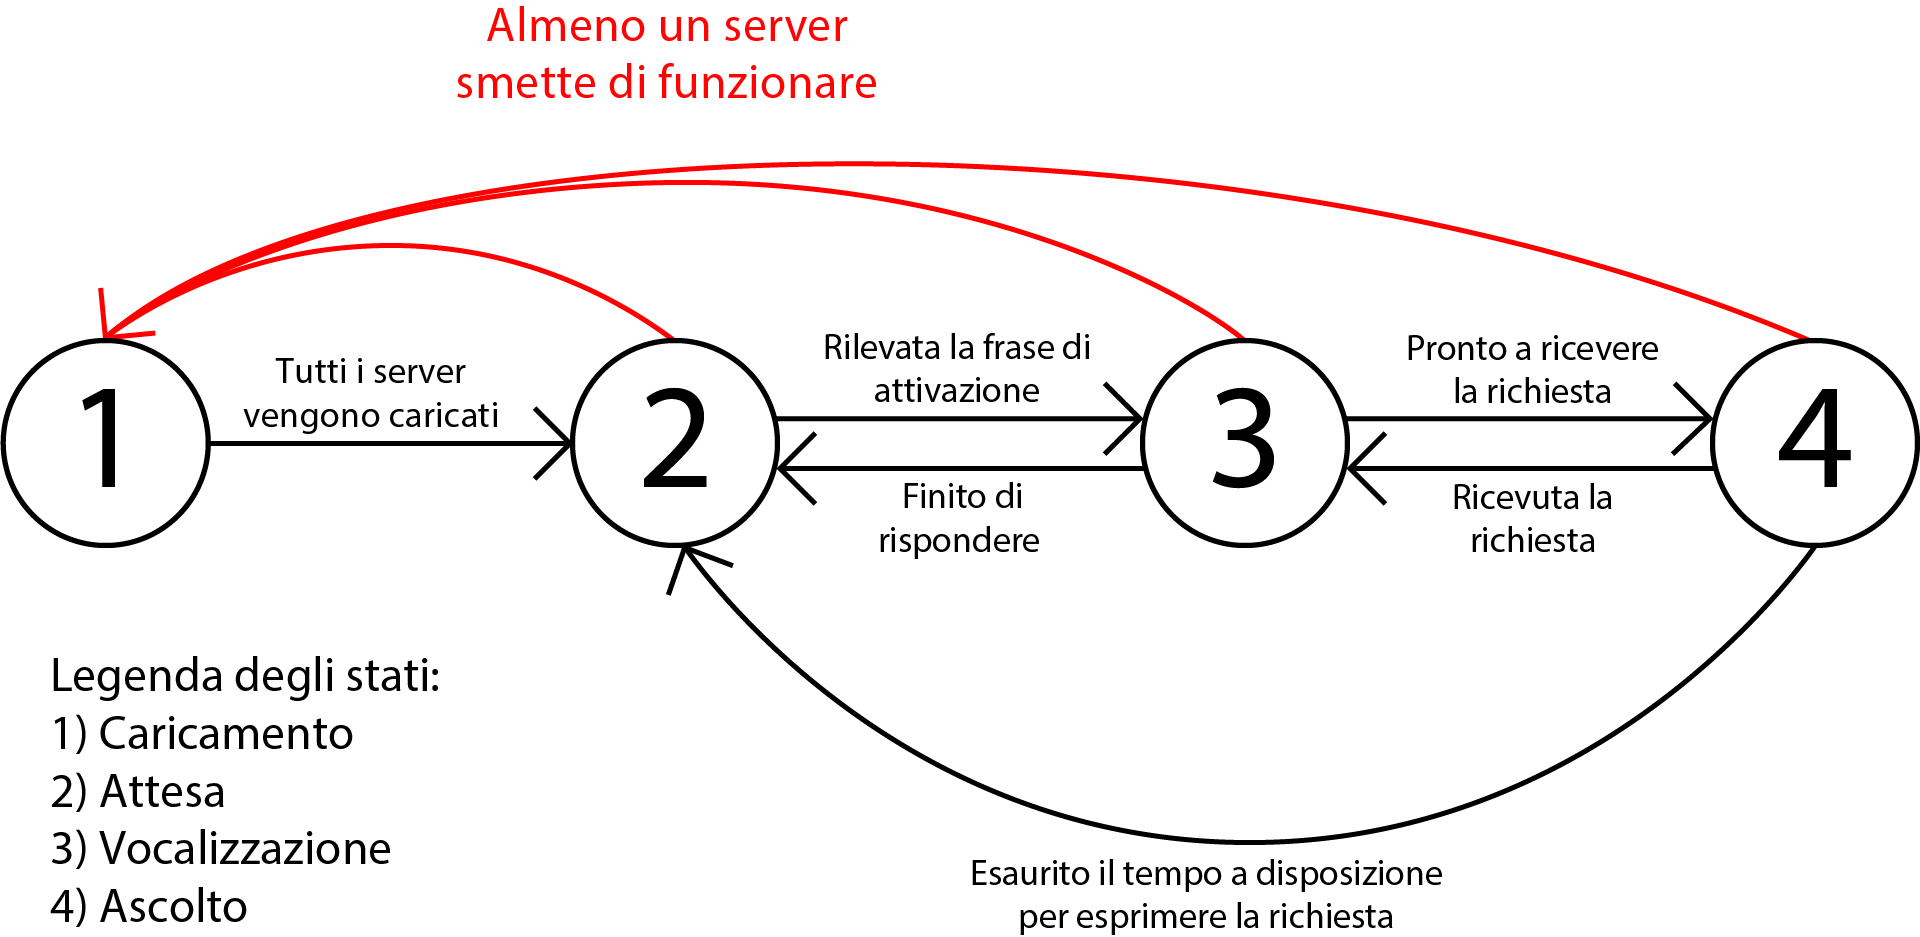 Almeno un server
smette di funzionare
Tutti i server
vengono caricati
Rilevata la frase di
attivazione
Pronto a ricevere
la richiesta
1
2
3
4
Finito di
rispondere
Ricevuta la
richiesta
Legenda degli stati:
1) Caricamento
2) Attesa
3) Vocalizzazione
4) Ascolto
Esaurito il tempo a disposizione
per esprimere la richiesta